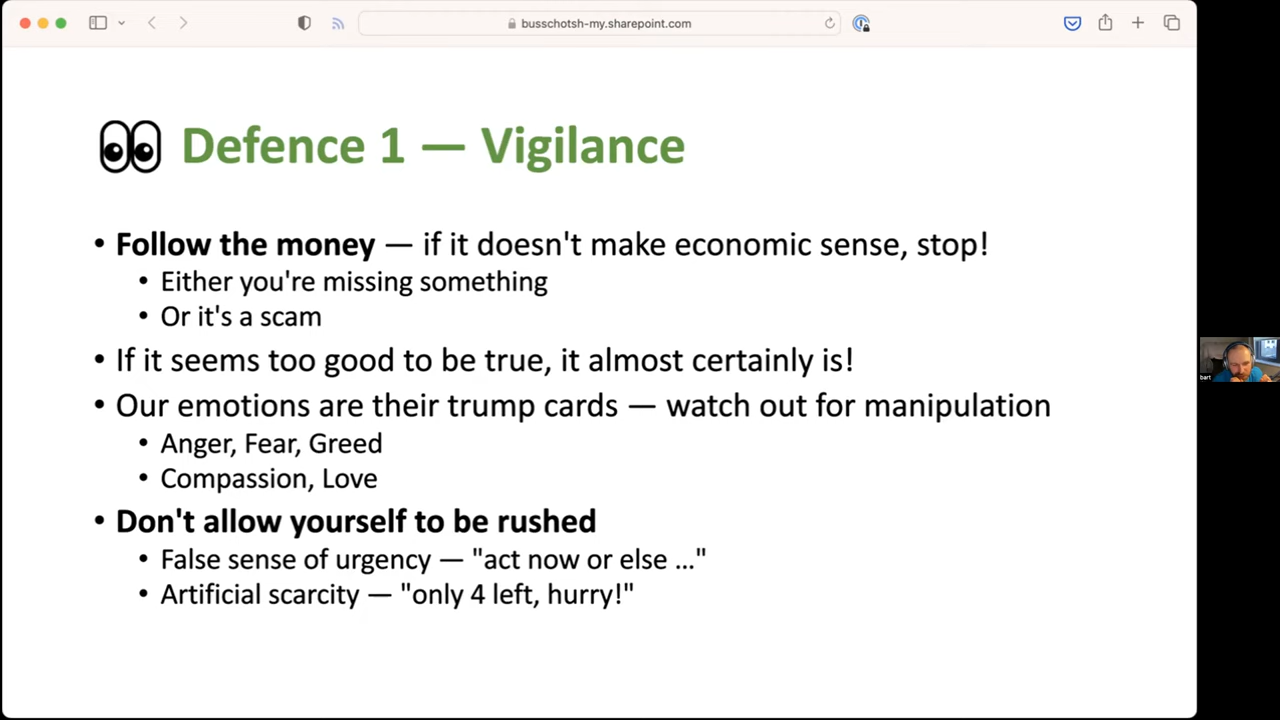 busschotsh-my.sharepoint.com
👀 Defence 1 — Vigilance
• Follow the money — if it doesn't make economic sense, stop!
• Either you're missing something
• Or it's a scam
• If it seems too good to be true, it almost certainly is!
• Our emotions are their trump cards — watch out for manipulation
• Anger, Fear, Greed
• Compassion, Love
• Don't allow yourself to be rushed
• False sense of urgency — "act now or else ..."
• Artificial scarcity — "only 4 left, hurry!"
bart